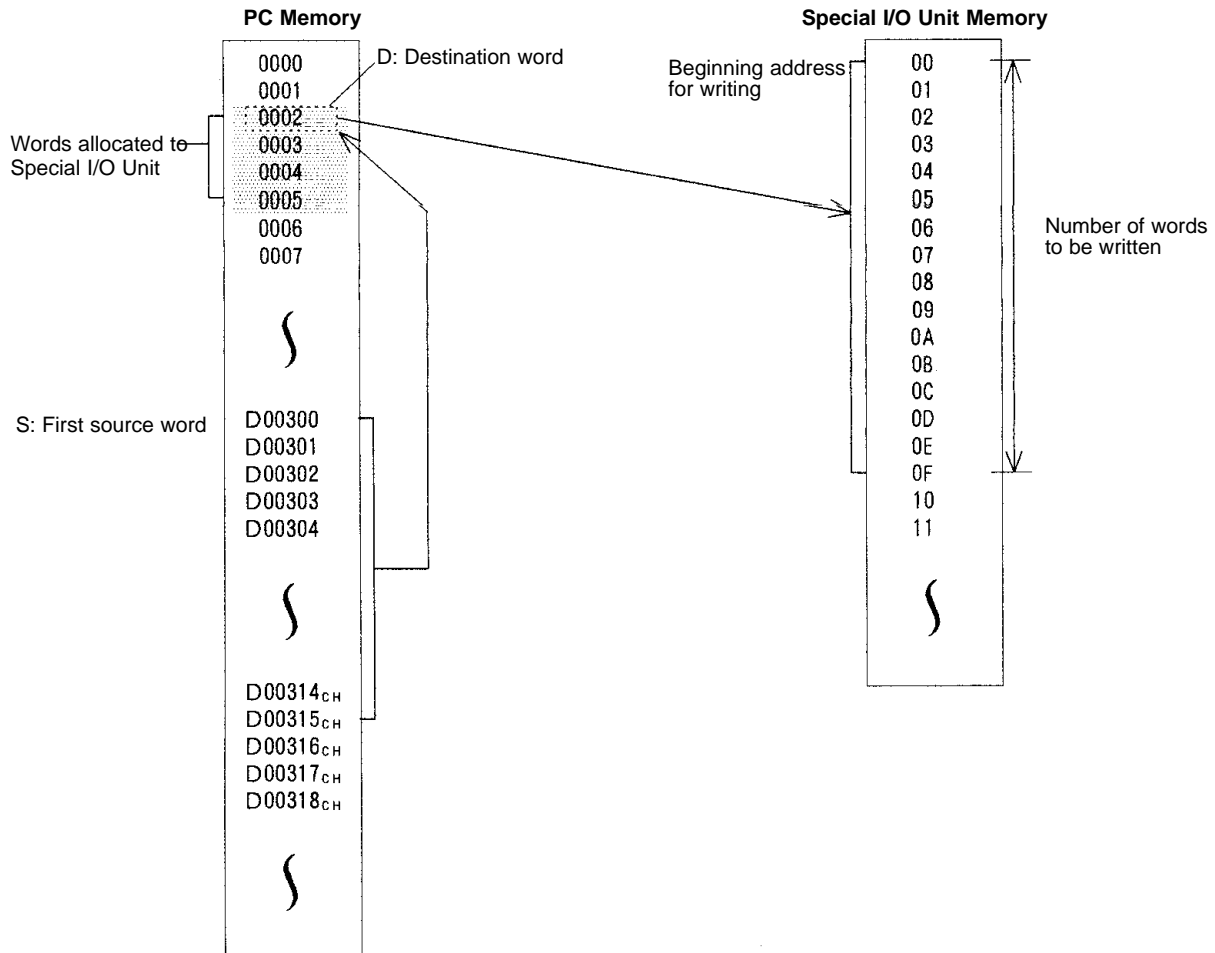 PC Memory
Special I/O Unit Memory
D: Destination word
Words allocated to
Special I/O Unit
0000
0001
0002
0003
0004
0005
0006
0007
S: First source word
D00300
D00301
D00302
D00303
D00304
D00314CH
D00315CH
D00316CH
D00317CH
D00318CH
Beginning address
for writing
00
01
02
03
04
05
06
07
08
09
0A
0B
0C
0D
0E
0F
10
11
Number of words
to be written